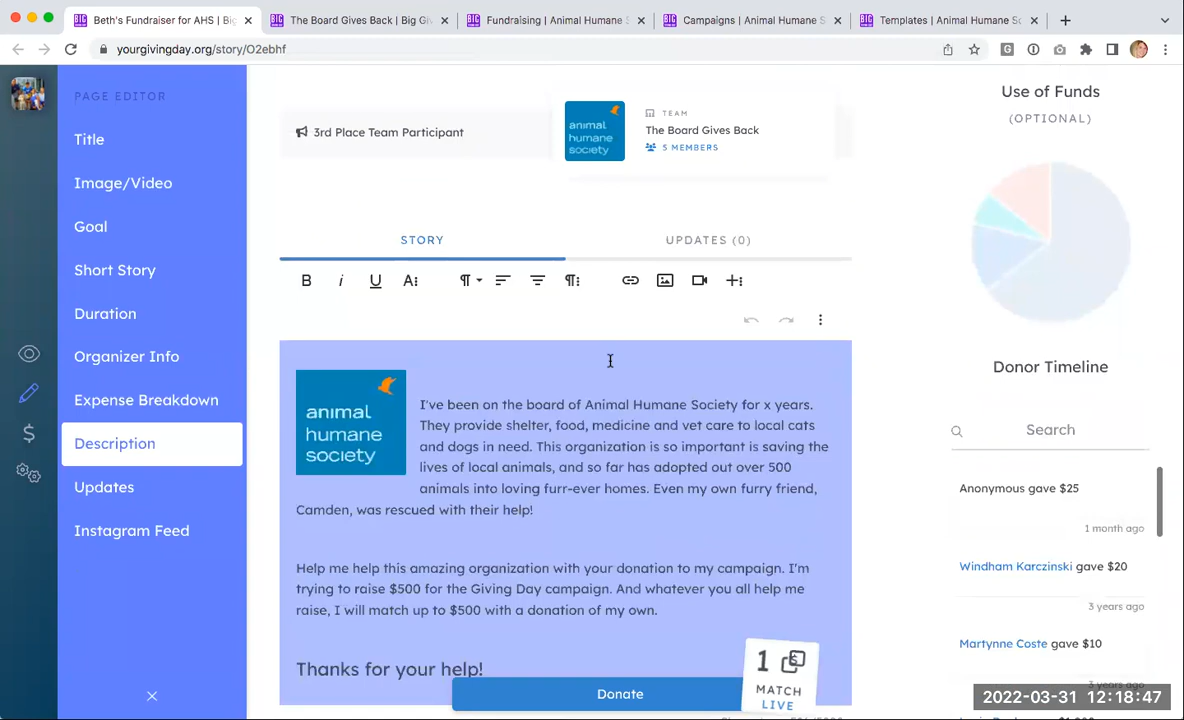 Beth's Fundraiser for AHS | Big
The Board Gives Back | Big Giv
Fundraising | Animal Humane S
Campaigns | Animal Humane S
Templates | Animal Humane So
yourgivingday.org/story/O2ebhf
PAGE EDITOR
Title
Image/Video
Goal
Short Story
Duration
Organizer Info
Expense Breakdown
Description
Updates
Instagram Feed
3rd Place Team Participant
animal
humane
society
TEAM
The Board Gives Back
5 MEMBERS
STORY
UPDATES (0)
B i U A
animal
humane
society
I've been on the board of Animal Humane Society for x years.
They provide shelter, food, medicine and vet care to local cats
and dogs in need. This organization is so important is saving the
lives of local animals, and so far has adopted out over 500
animals into loving furr-ever homes. Even my own furry friend,
Camden, was rescued with their help!
Help me help this amazing organization with your donation to my campaign. I'm
trying to raise $500 for the Giving Day campaign. And whatever you all help me
raise, I will match up to $500 with a donation of my own.
Thanks for your help!
Donate
1
MATCH
LIVE
Use of Funds
(OPTIONAL)
Donor Timeline
Search
Anonymous gave $25
1 month ago
Windham Karczinski gave $20
3 years ago
Martynne Coste gave $10
3 years ago
2022-03-31 12:18:47